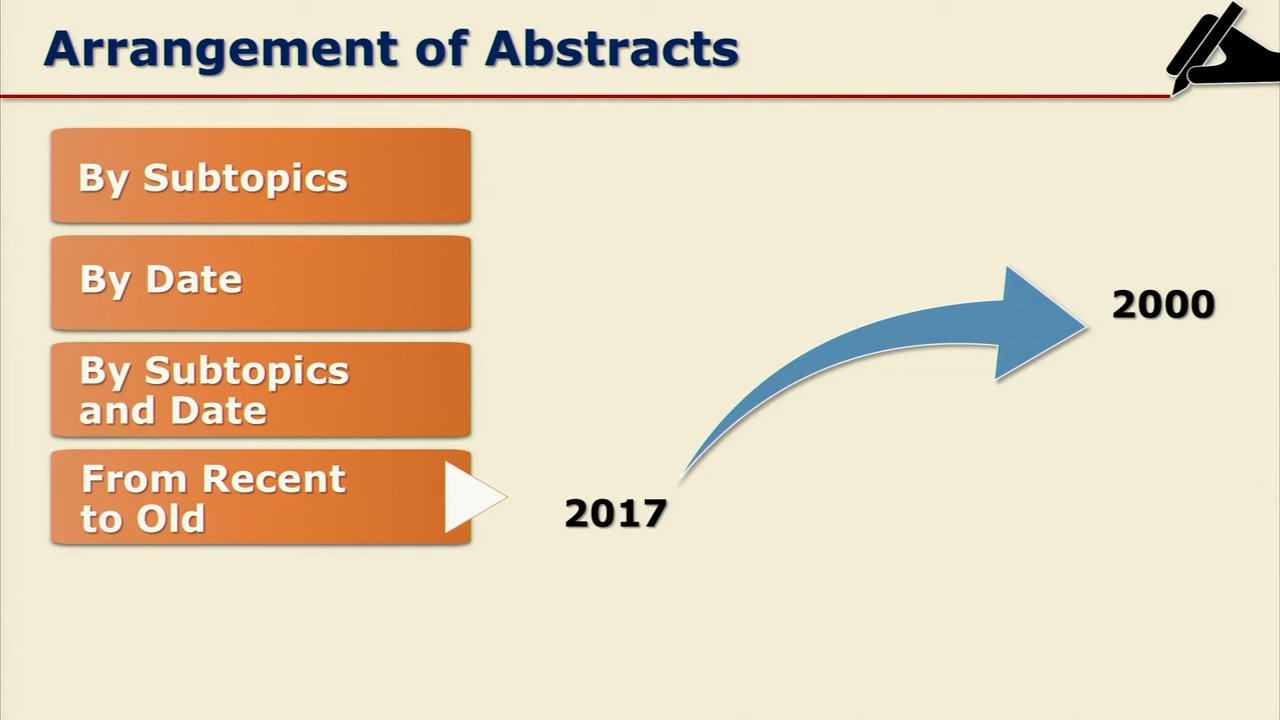 Arrangement of Abstracts
By Subtopics
By Date
By Subtopics
and Date
From Recent
to Old
2017
2000